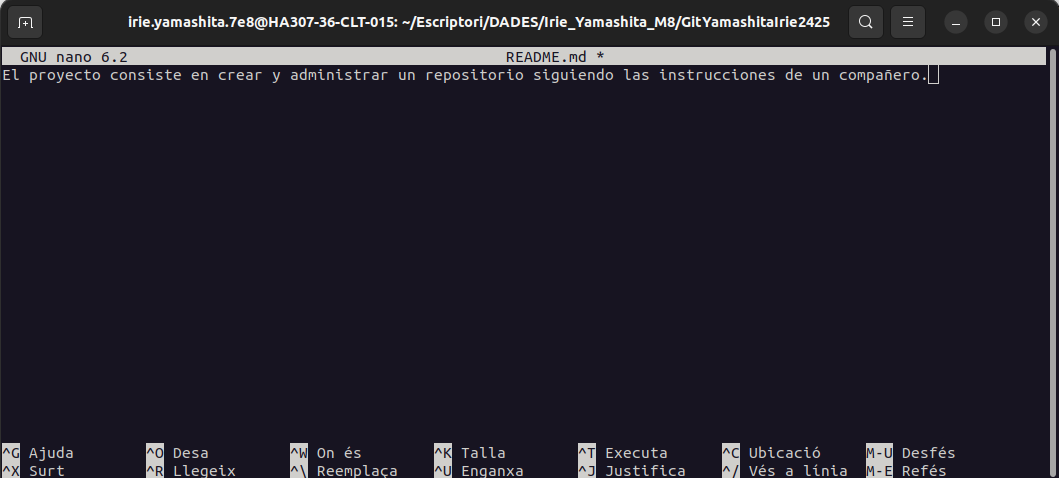 irie.yamashita.7e8@HA307-36-CLT-015: ~/Escriptori/DADES/Irie_Yamashita_M8/GitYamashitaIrie2425
GNU nano 6.2 README.md *
El proyecto consiste en crear y administrar un repositorio siguiendo las instrucciones de un compañero.
^G Ajuda ^O Desa ^W On és ^K Talla ^T Executa ^C Ubicació M-U Desfés
^X Surt ^R Llegeix ^\ Reemplaça ^U Enganxa ^J Justifica ^/ Vés a línia M-E Refés